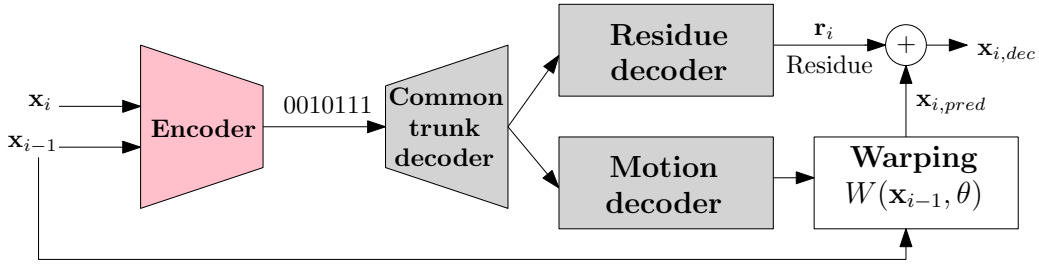 x_i
x_{i-1}
Encoder
0010111
Common
trunk
decoder
Residue
decoder
Motion
decoder
r_i
Residue
+
x_{i,dec}
x_{i,pred}
Warping
W(x_{i-1}, θ)